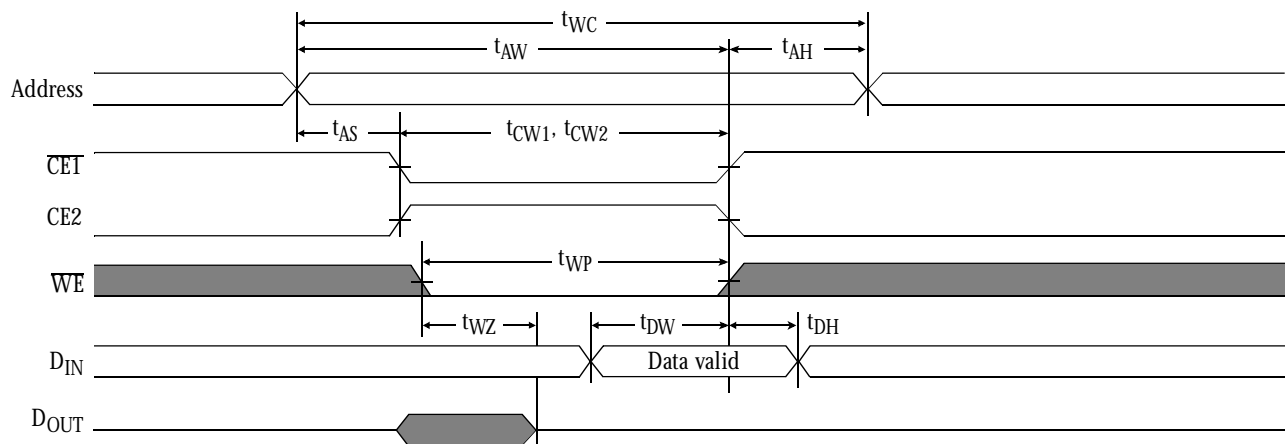 tWC
tAW tAH
Address
tAS tCW1, tCW2
CE1
CE2
tWP
WE
tWZ tDW tDH
DIN Data valid
DOUT